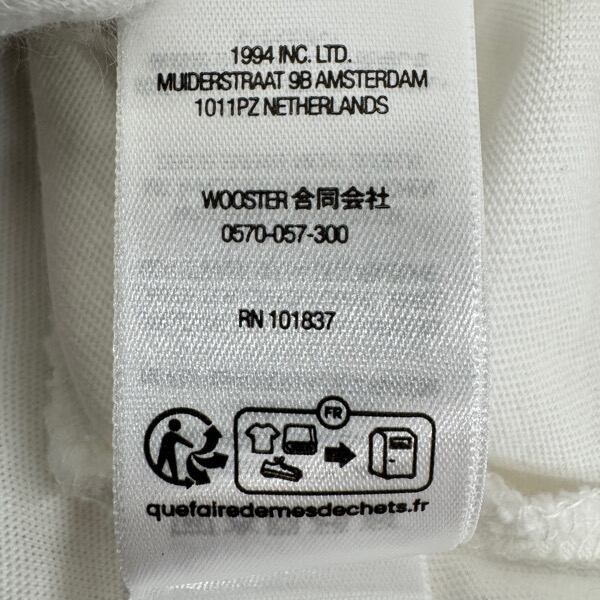 1994 INC. LTD.
MUIDERSTRAAT 9B AMSTERDAM
1011PZ NETHERLANDS
WOOSTER 合同会社
0570-057-300
RN 101837
FR
quefairedemesdechets.fr